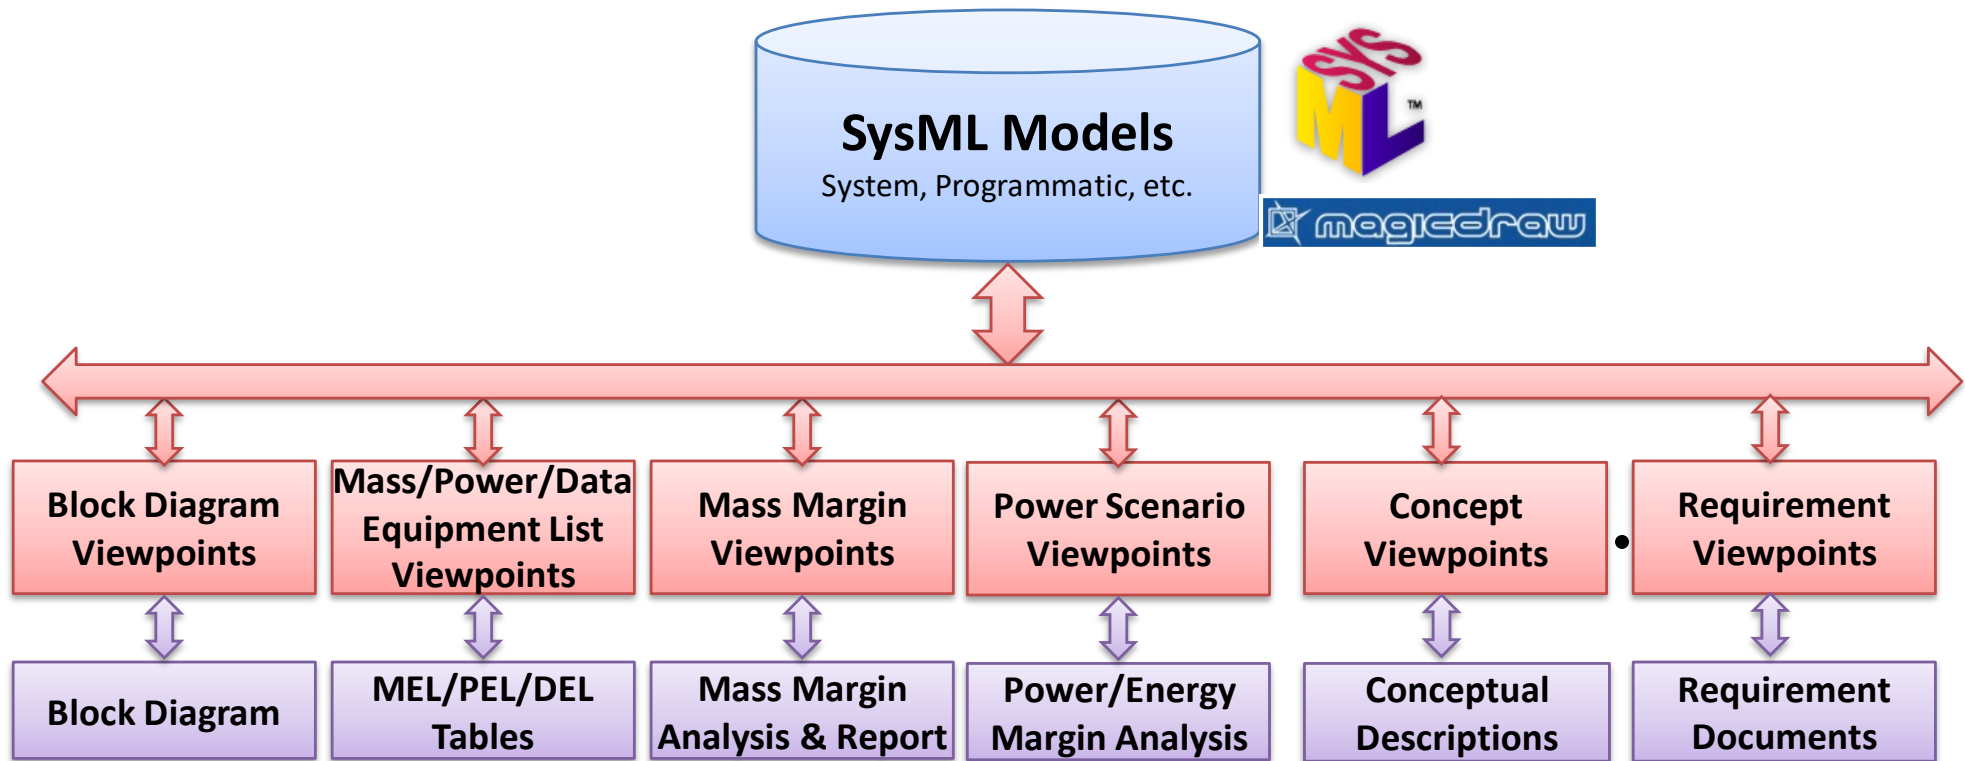 SysML Models
System, Programmatic, etc.
SYS
ML
TM
magicdraw
Block Diagram
Viewpoints
Mass/Power/Data
Equipment List
Viewpoints
Mass Margin
Viewpoints
Power Scenario
Viewpoints
Concept
Viewpoints
•
Requirement
Viewpoints
Block Diagram
MEL/PEL/DEL
Tables
Mass Margin
Analysis & Report
Power/Energy
Margin Analysis
Conceptual
Descriptions
Requirement
Documents